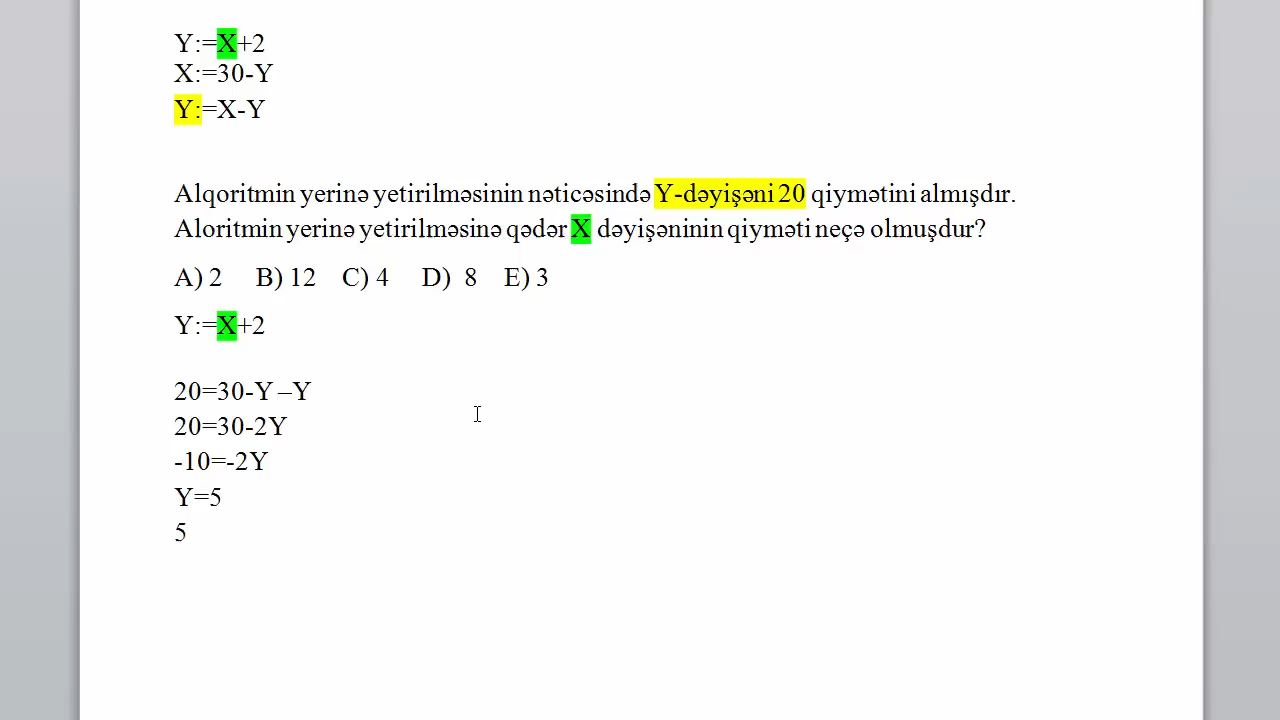 Y:=X+2
X:=30-Y
Y:=X-Y
Alqoritmin yerinə yetirilməsinin nəticəsində Y-dəyişəni 20 qiymətini almışdır.
Aloritmin yerinə yetirilməsinə qədər X dəyişəninin qiyməti neçə olmuşdur?
A) 2 B) 12 C) 4 D) 8 E) 3
Y:=X+2
20=30-Y –Y
20=30-2Y
-10=-2Y
Y=5
5